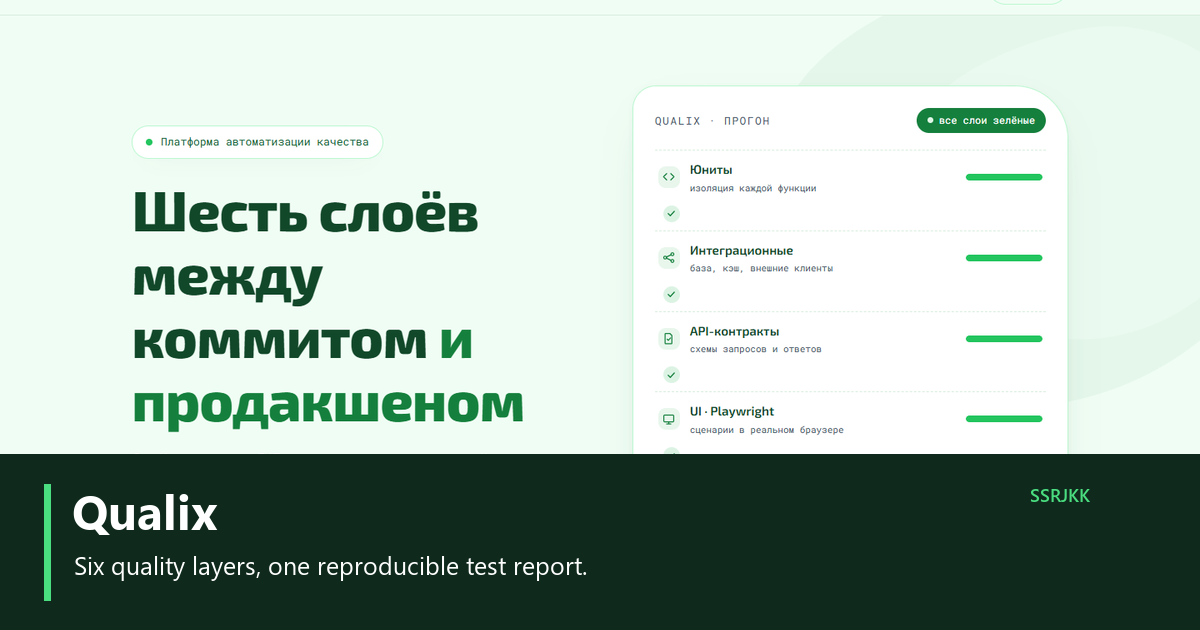 Платформа автоматизации качества
Шесть слоёв
между
коммитом и
продакшеном
QUALIX · ПРОГОН
все слои зелёные
Юниты
изоляция каждой функции
Интеграционные
база, кэш, внешние клиенты
API-контракты
схемы запросов и ответов
UI · Playwright
сценарии в реальном браузере
Qualix
Six quality layers, one reproducible test report.
SSRJKK